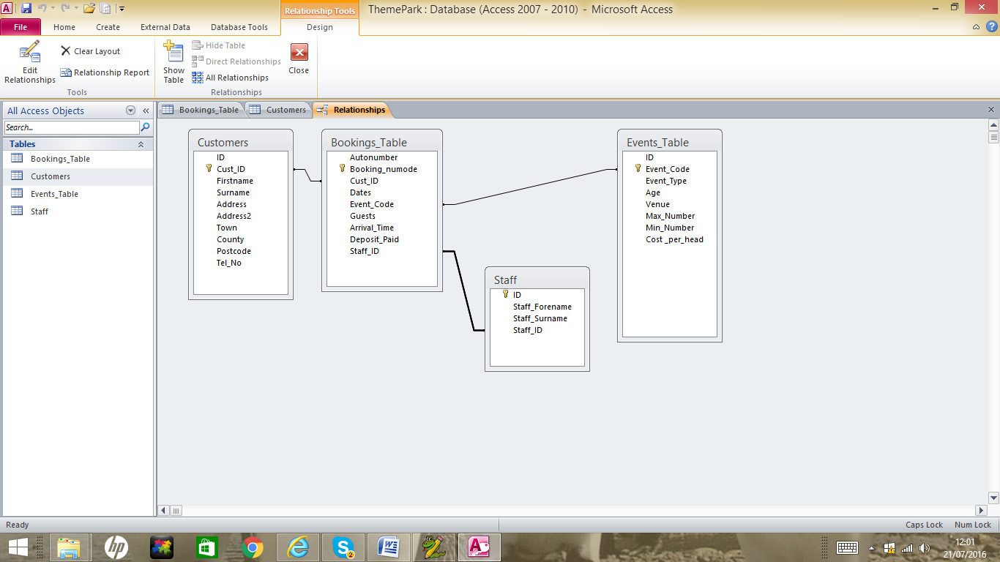 Relationship Tools
ThemePark : Database (Access 2007 - 2010) - Microsoft Access
File Home Create External Data Database Tools Design
Edit Relationships
Clear Layout
Relationship Report
Tools
Show Table
Hide Table
Direct Relationships
All Relationships
Relationships
Close
All Access Objects
Search...
Tables
Bookings_Table
Customers
Events_Table
Staff
Bookings_Table Customers Relationships
Customers
ID
Cust_ID
Firstname
Surname
Address
Address2
Town
County
Postcode
Tel_No
Bookings_Table
Autonumber
Booking_numode
Cust_ID
Dates
Event_Code
Guests
Arrival_Time
Deposit_Paid
Staff_ID
Staff
ID
Staff_Forename
Staff_Surname
Staff_ID
Events_Table
ID
Event_Code
Event_Type
Age
Venue
Max_Number
Min_Number
Cost _per_head
Ready
Caps Lock Num Lock
12:01
21/07/2016